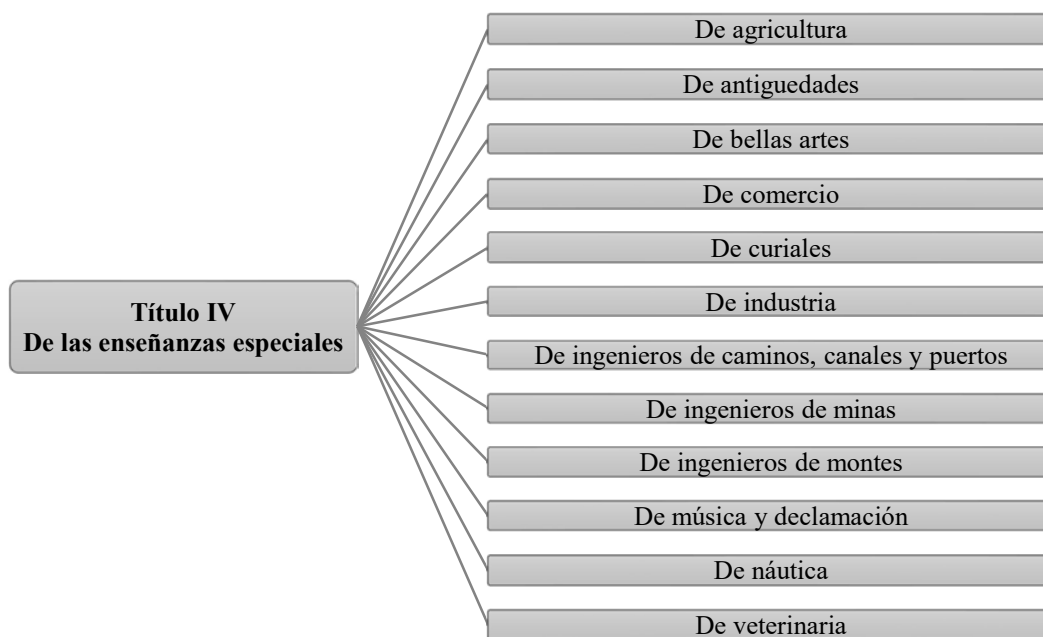 De agricultura
De antiguedades
De bellas artes
De comercio
De curiales
De industria
Título IV
De las enseñanzas especiales
De ingenieros de caminos, canales y puertos
De ingenieros de minas
De ingenieros de montes
De música y declamación
De náutica
De veterinaria